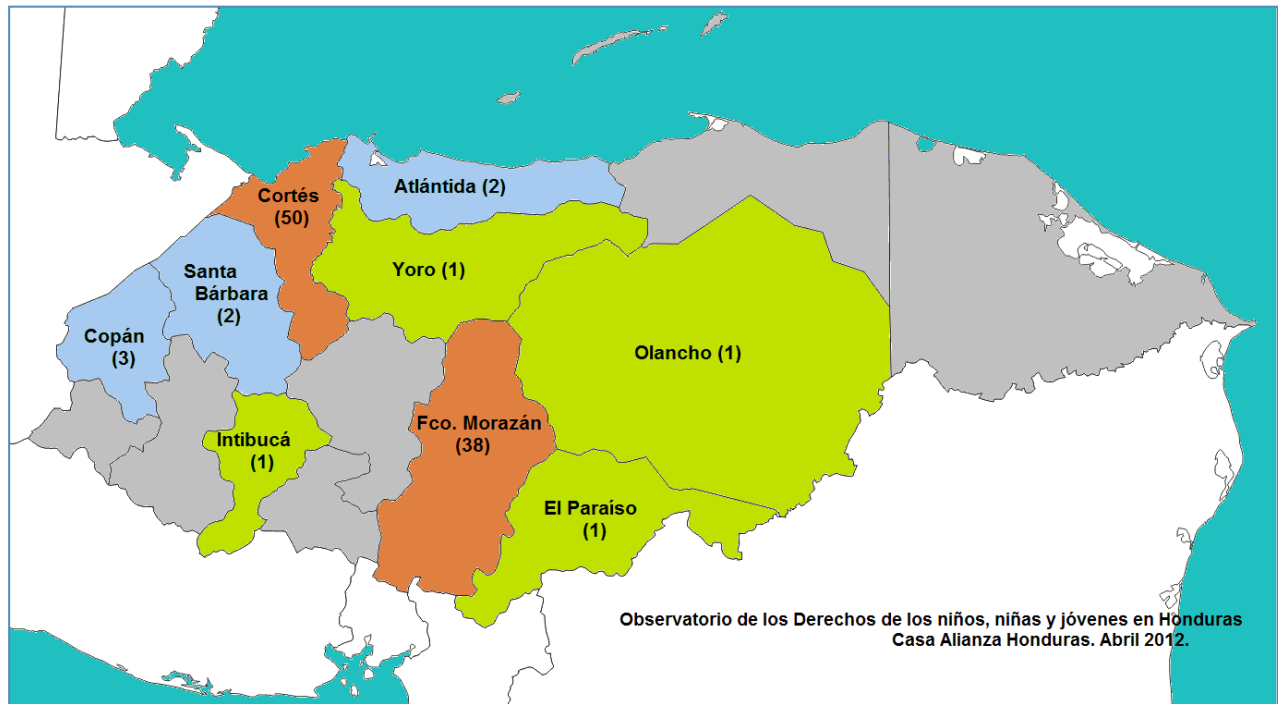 Atlántida (2)
Cortés
(50)
Yoro (1)
Santa
Bárbara
(2)
Copán
(3)
Olancho (1)
Fco. Morazán
(38)
Intibucá
(1)
El Paraíso
(1)
Observatorio de los Derechos de los niños, niñas y jóvenes en Honduras
Casa Alianza Honduras. Abril 2012.